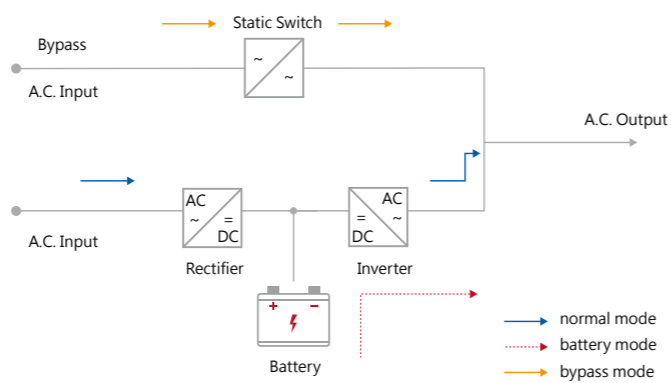 Static Switch
Bypass
~
~
A.C. Input
A.C. Output
AC
~
=
DC
AC
=
~
DC
A.C. Input
Rectifier
Inverter
+ −
Battery
normal mode
battery mode
bypass mode